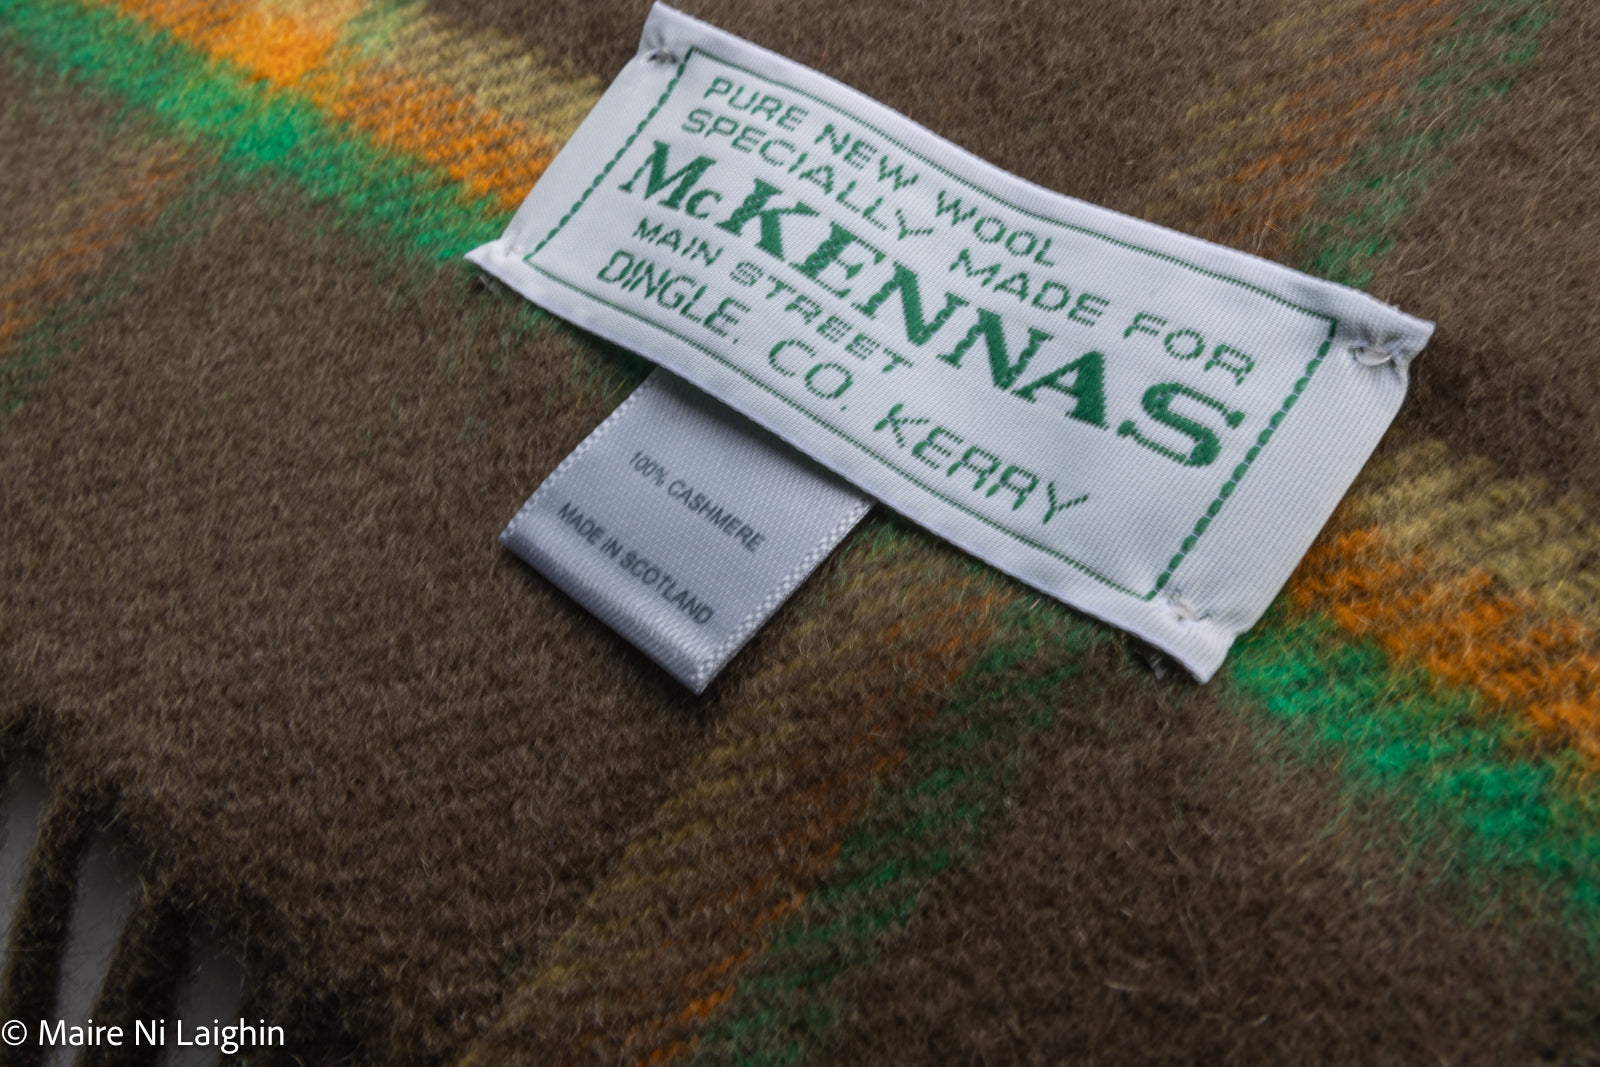 PURE NEW WOOL
SPECIALLY MADE FOR
McKENNAS
MAIN STREET
DINGLE. CO. KERRY
100% CASHMERE
MADE IN SCOTLAND
© Maire Ni Laighin